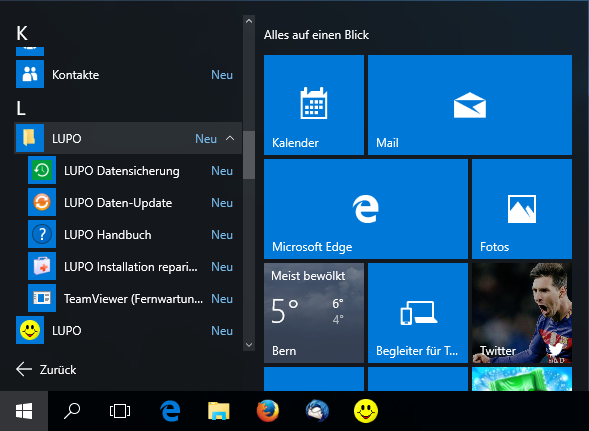 K
Kontakte Neu
L
LUPO Neu
LUPO Datensicherung Neu
LUPO Daten-Update Neu
LUPO Handbuch Neu
LUPO Installation repari... Neu
TeamViewer (Fernwartun... Neu
LUPO Neu
Zurück
Alles auf einen Blick
Kalender
Mail
Microsoft Edge
Fotos
Meist bewölkt
5° 6°
4°
Bern
Begleiter für T...
Twitter